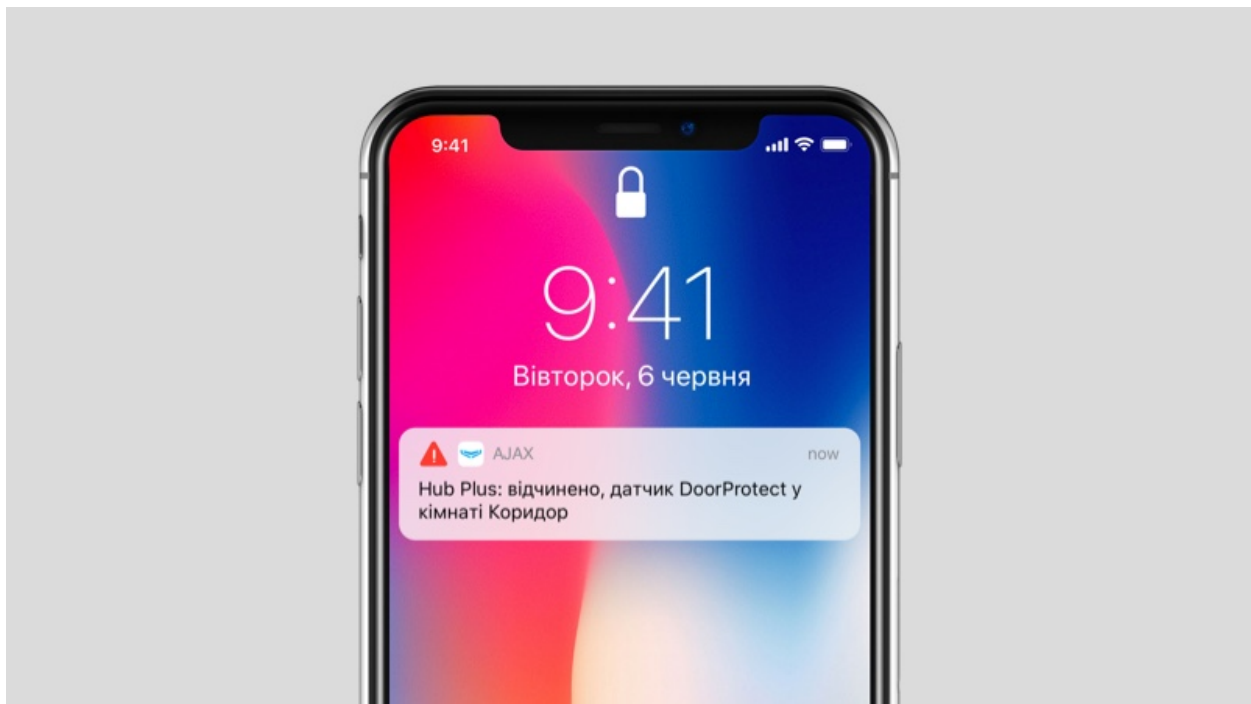 9:41
9:41
Вівторок, 6 червня
AJAX now
Hub Plus: відчинено, датчик DoorProtect у
кімнаті Коридор